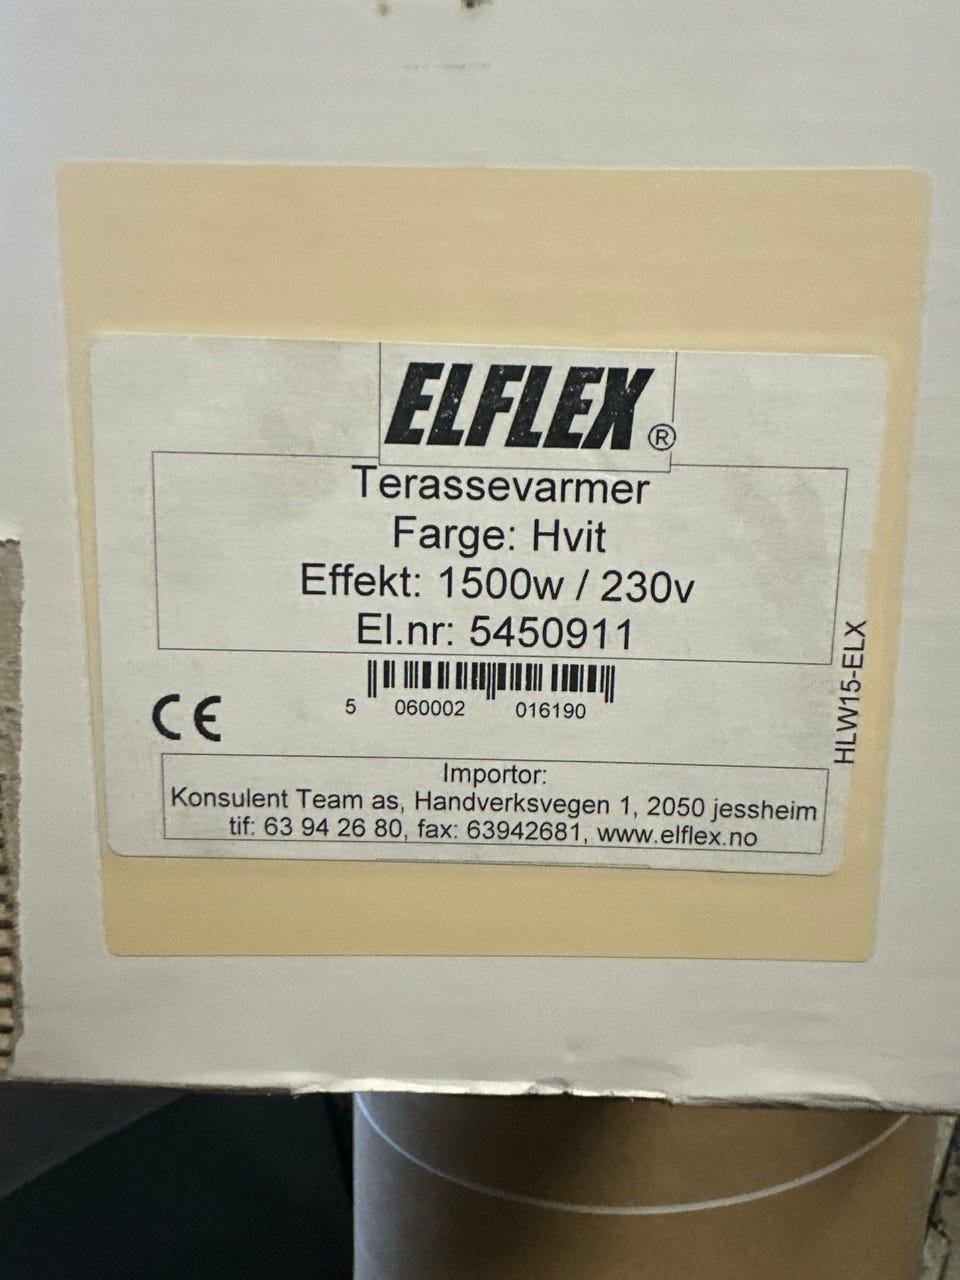 ELFLEX®
Terassevarmer
Farge: Hvit
Effekt: 1500w / 230v
El.nr: 5450911
5 060002 016190
CE
HLW15-ELX
Importor:
Konsulent Team as, Handverksvegen 1, 2050 jessheim
tif: 63 94 26 80, fax: 63942681, www.elflex.no